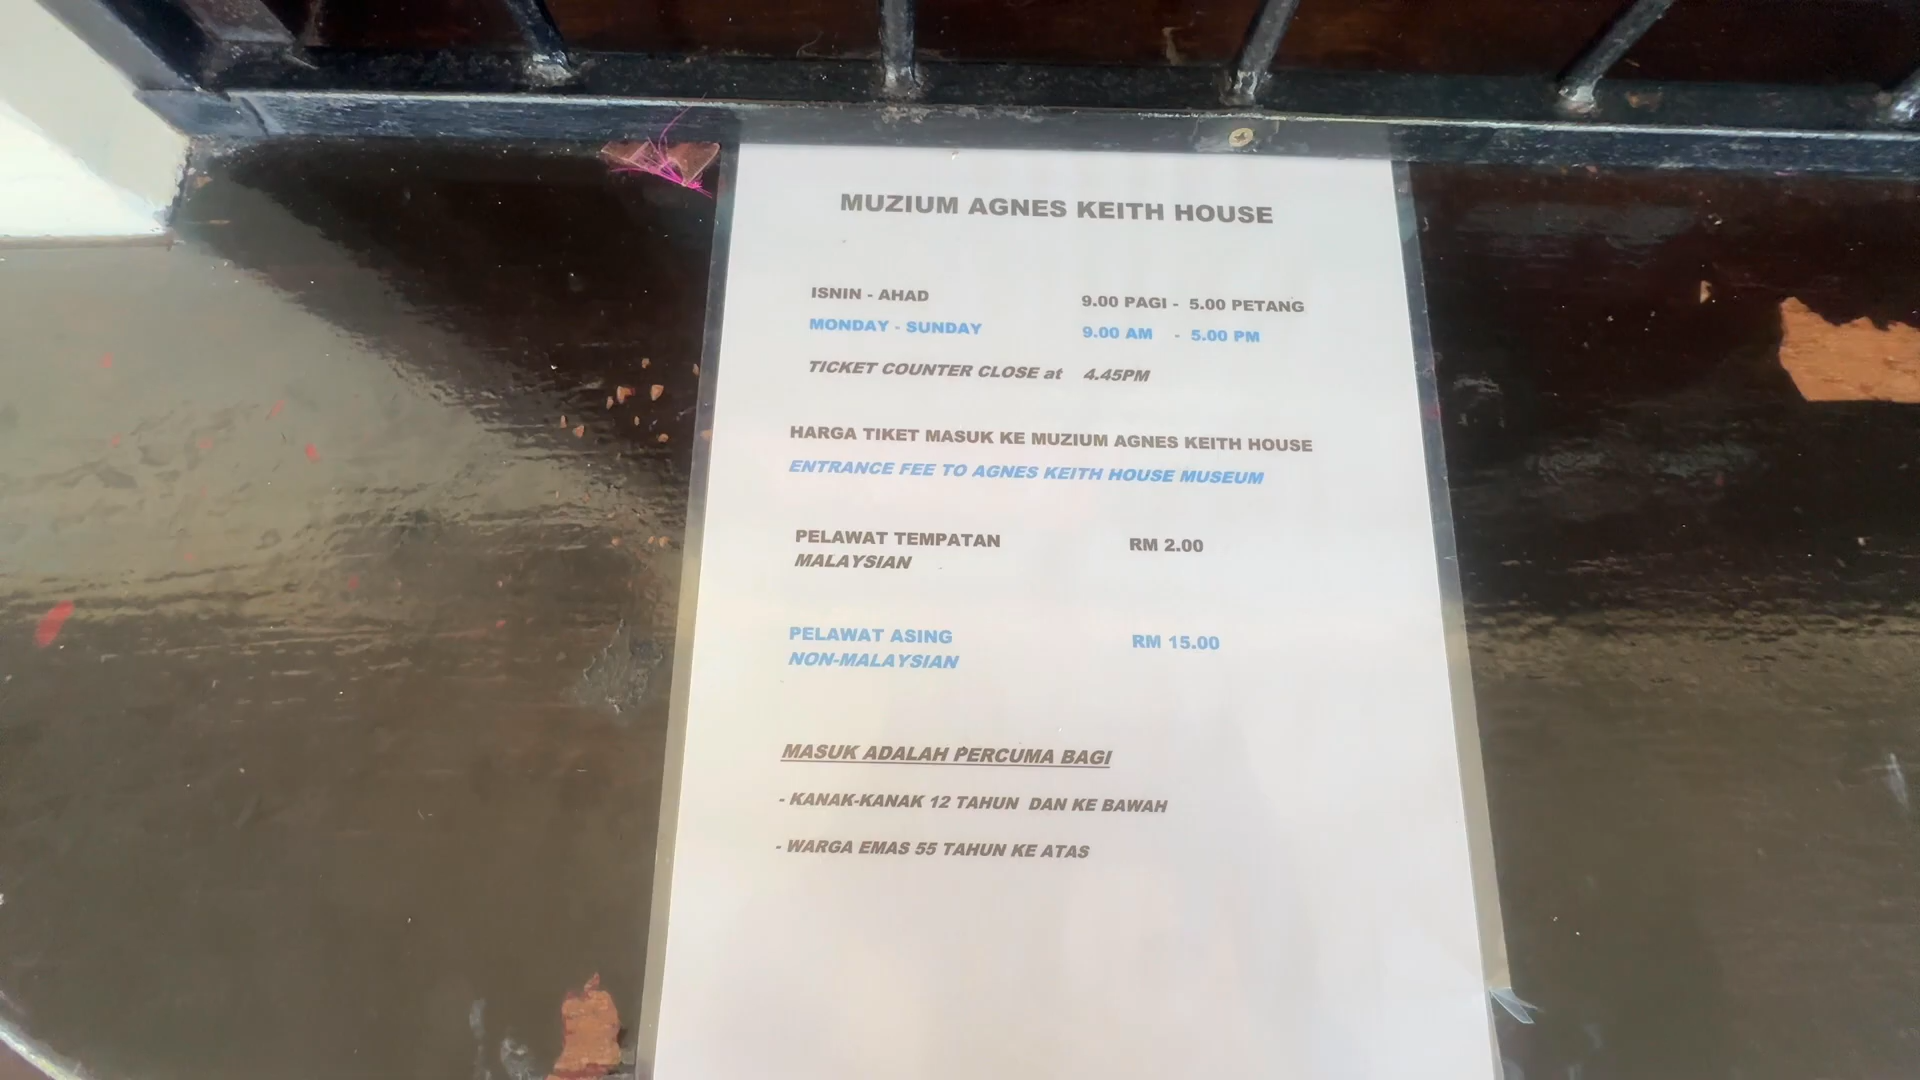 MUZIUM AGNES KEITH HOUSE
ISNIN - AHAD 9.00 PAGI - 5.00 PETANG
MONDAY - SUNDAY 9.00 AM - 5.00 PM
TICKET COUNTER CLOSE at 4.45PM
HARGA TIKET MASUK KE MUZIUM AGNES KEITH HOUSE
ENTRANCE FEE TO AGNES KEITH HOUSE MUSEUM
PELAWAT TEMPATAN RM 2.00
MALAYSIAN
PELAWAT ASING RM 15.00
NON-MALAYSIAN
MASUK ADALAH PERCUMA BAGI
- KANAK-KANAK 12 TAHUN DAN KE BAWAH
- WARGA EMAS 55 TAHUN KE ATAS